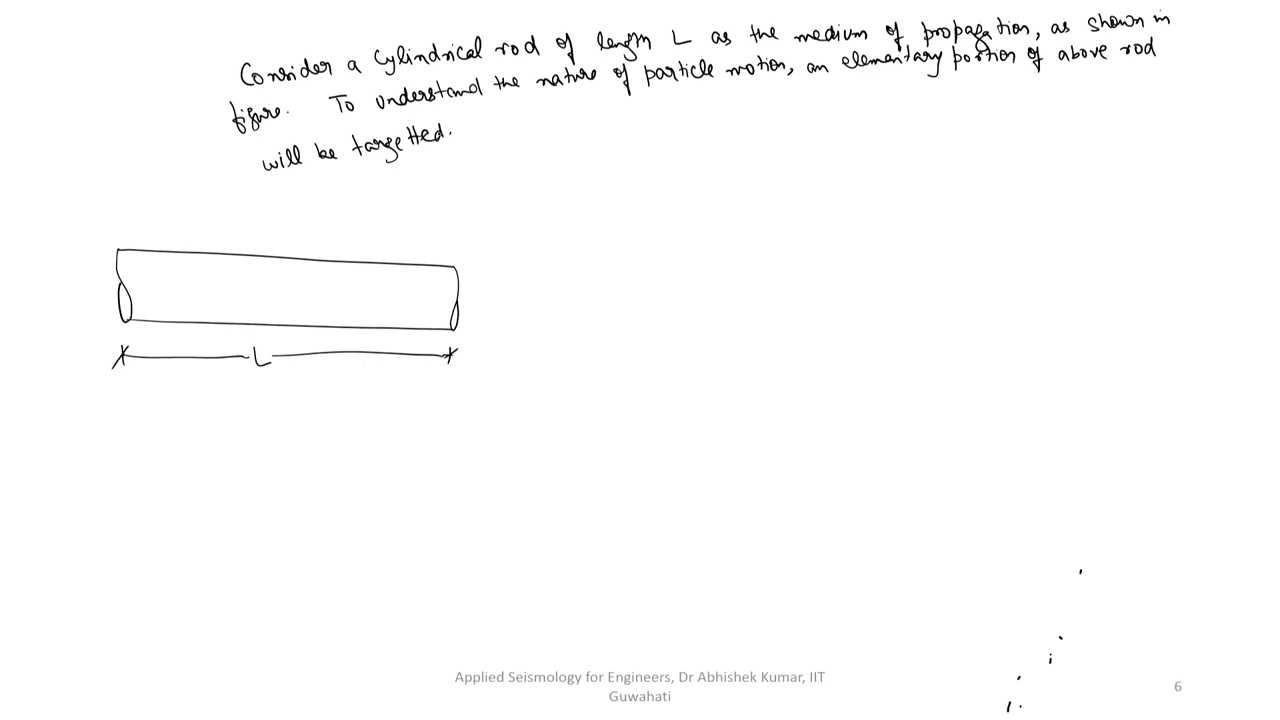 Consider a Cylindrical rod of length L as the medium of propagation, as shown in
figure. To understand the nature of particle motion, an elementary portion of above rod
will be targetted.
L
Applied Seismology for Engineers, Dr Abhishek Kumar, IIT
Guwahati
6